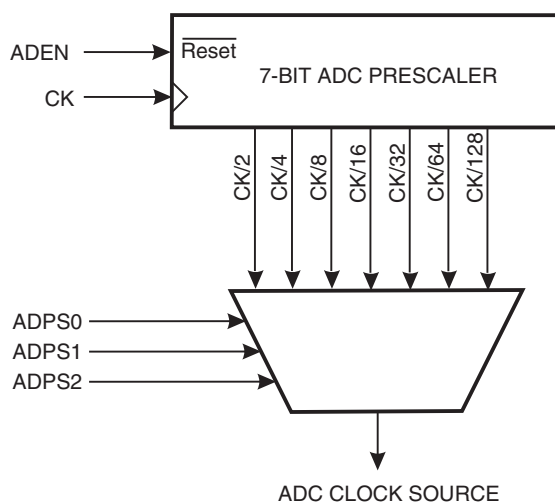 ADEN
Reset
7-BIT ADC PRESCALER
CK
CK/2
CK/4
CK/8
CK/16
CK/32
CK/64
CK/128
ADPS0
ADPS1
ADPS2
ADC CLOCK SOURCE